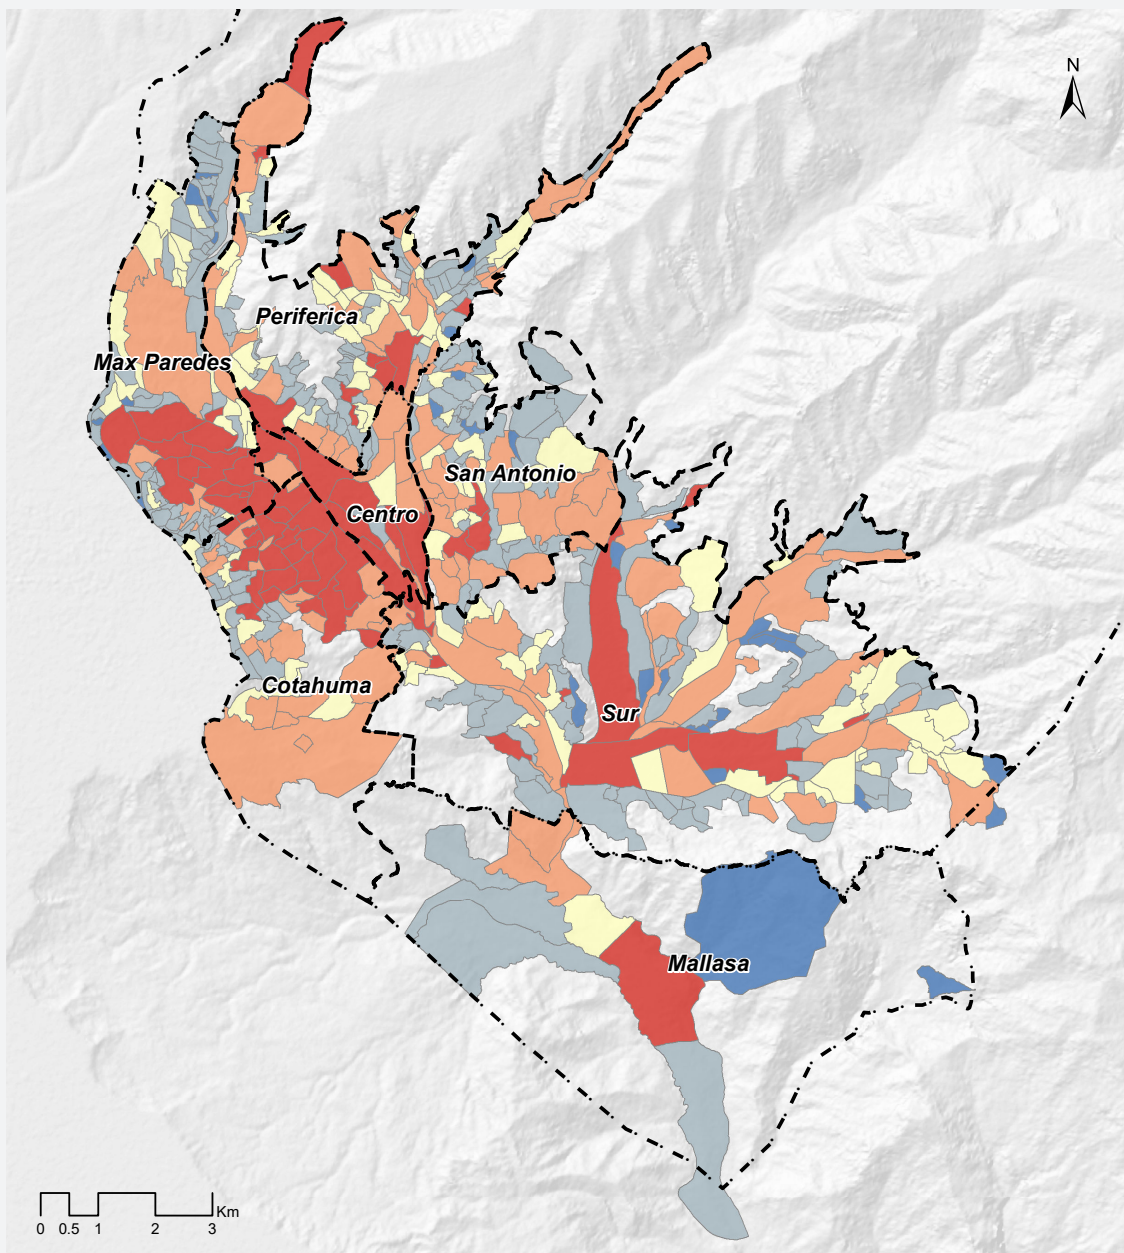 N
Periferica
Max Paredes
San Antonio
Centro
Cotahuma
Sur
Mallasa
Km
0 0.5 1 2 3